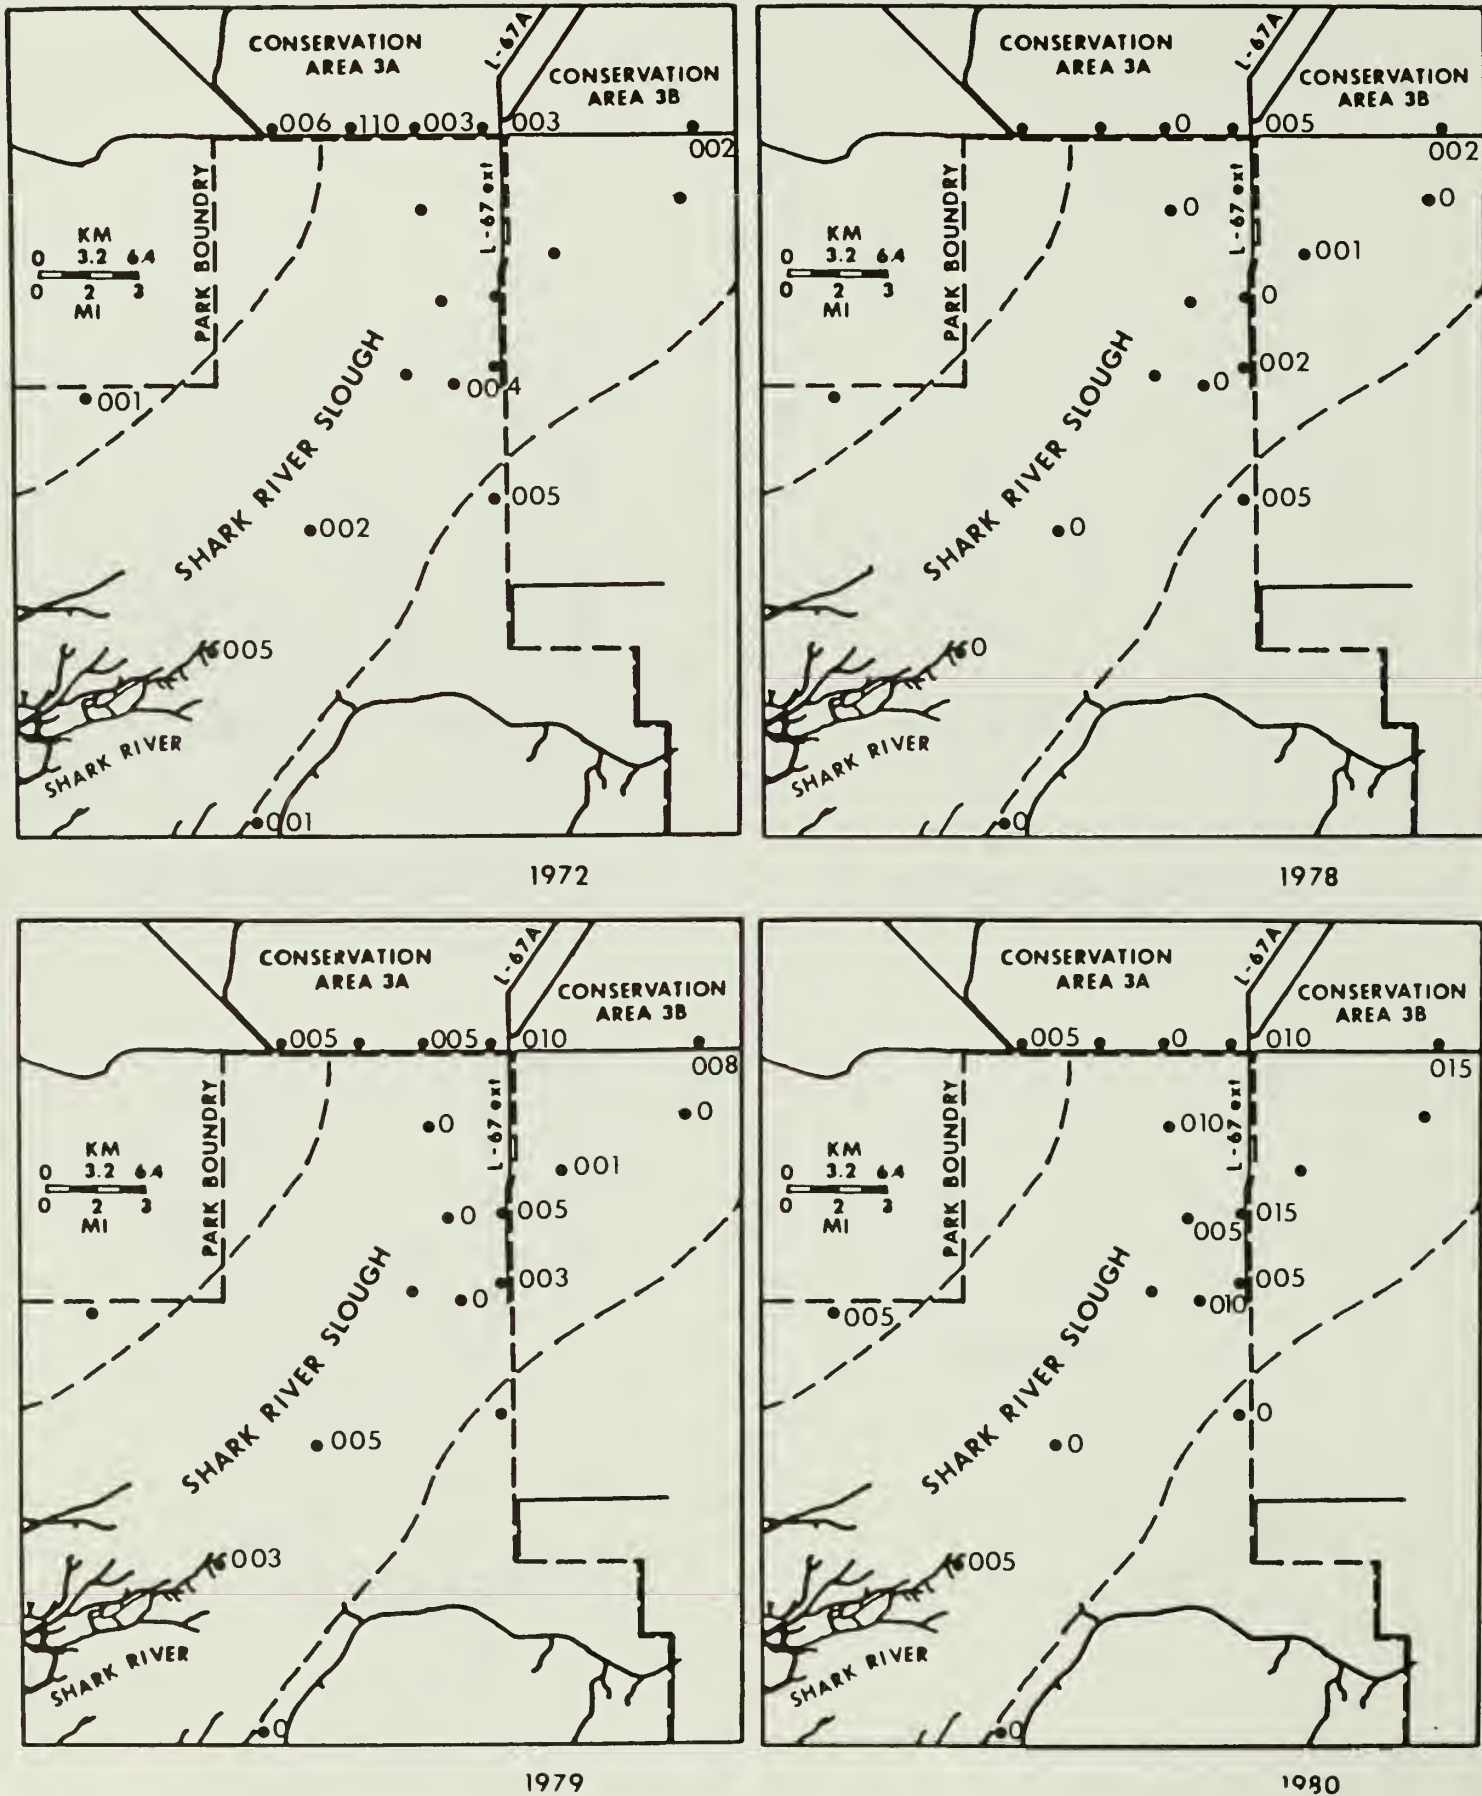 CONSERVATION
AREA 3A
L-67A
CONSERVATION
AREA 3B
006 110 003 003
002
PARK BOUNDRY
L-67 ext
KM
0 3.2 6.4
0 2 3
MI
001
004
SHARK RIVER SLOUGH
005
002
005
SHARK RIVER
001
1972
CONSERVATION
AREA 3A
L-67A
CONSERVATION
AREA 3B
0 005
002
PARK BOUNDRY
L-67 ext
0
0
001
KM
0 3.2 6.4
0 2 3
MI
0
002
0
SHARK RIVER SLOUGH
005
0
0
SHARK RIVER
0
1978
CONSERVATION
AREA 3A
L-67A
CONSERVATION
AREA 3B
005 005 010
008
PARK BOUNDRY
L-67 ext
0
0
001
KM
0 3.2 6.4
0 2 3
MI
0 005
003
0
SHARK RIVER SLOUGH
005
003
SHARK RIVER
0
1979
CONSERVATION
AREA 3A
L-67A
CONSERVATION
AREA 3B
005 0 010
015
PARK BOUNDRY
L-67 ext
010
KM
0 3.2 6.4
0 2 3
MI
015
005
005
010
005
SHARK RIVER SLOUGH
0
0
005
SHARK RIVER
0
1980